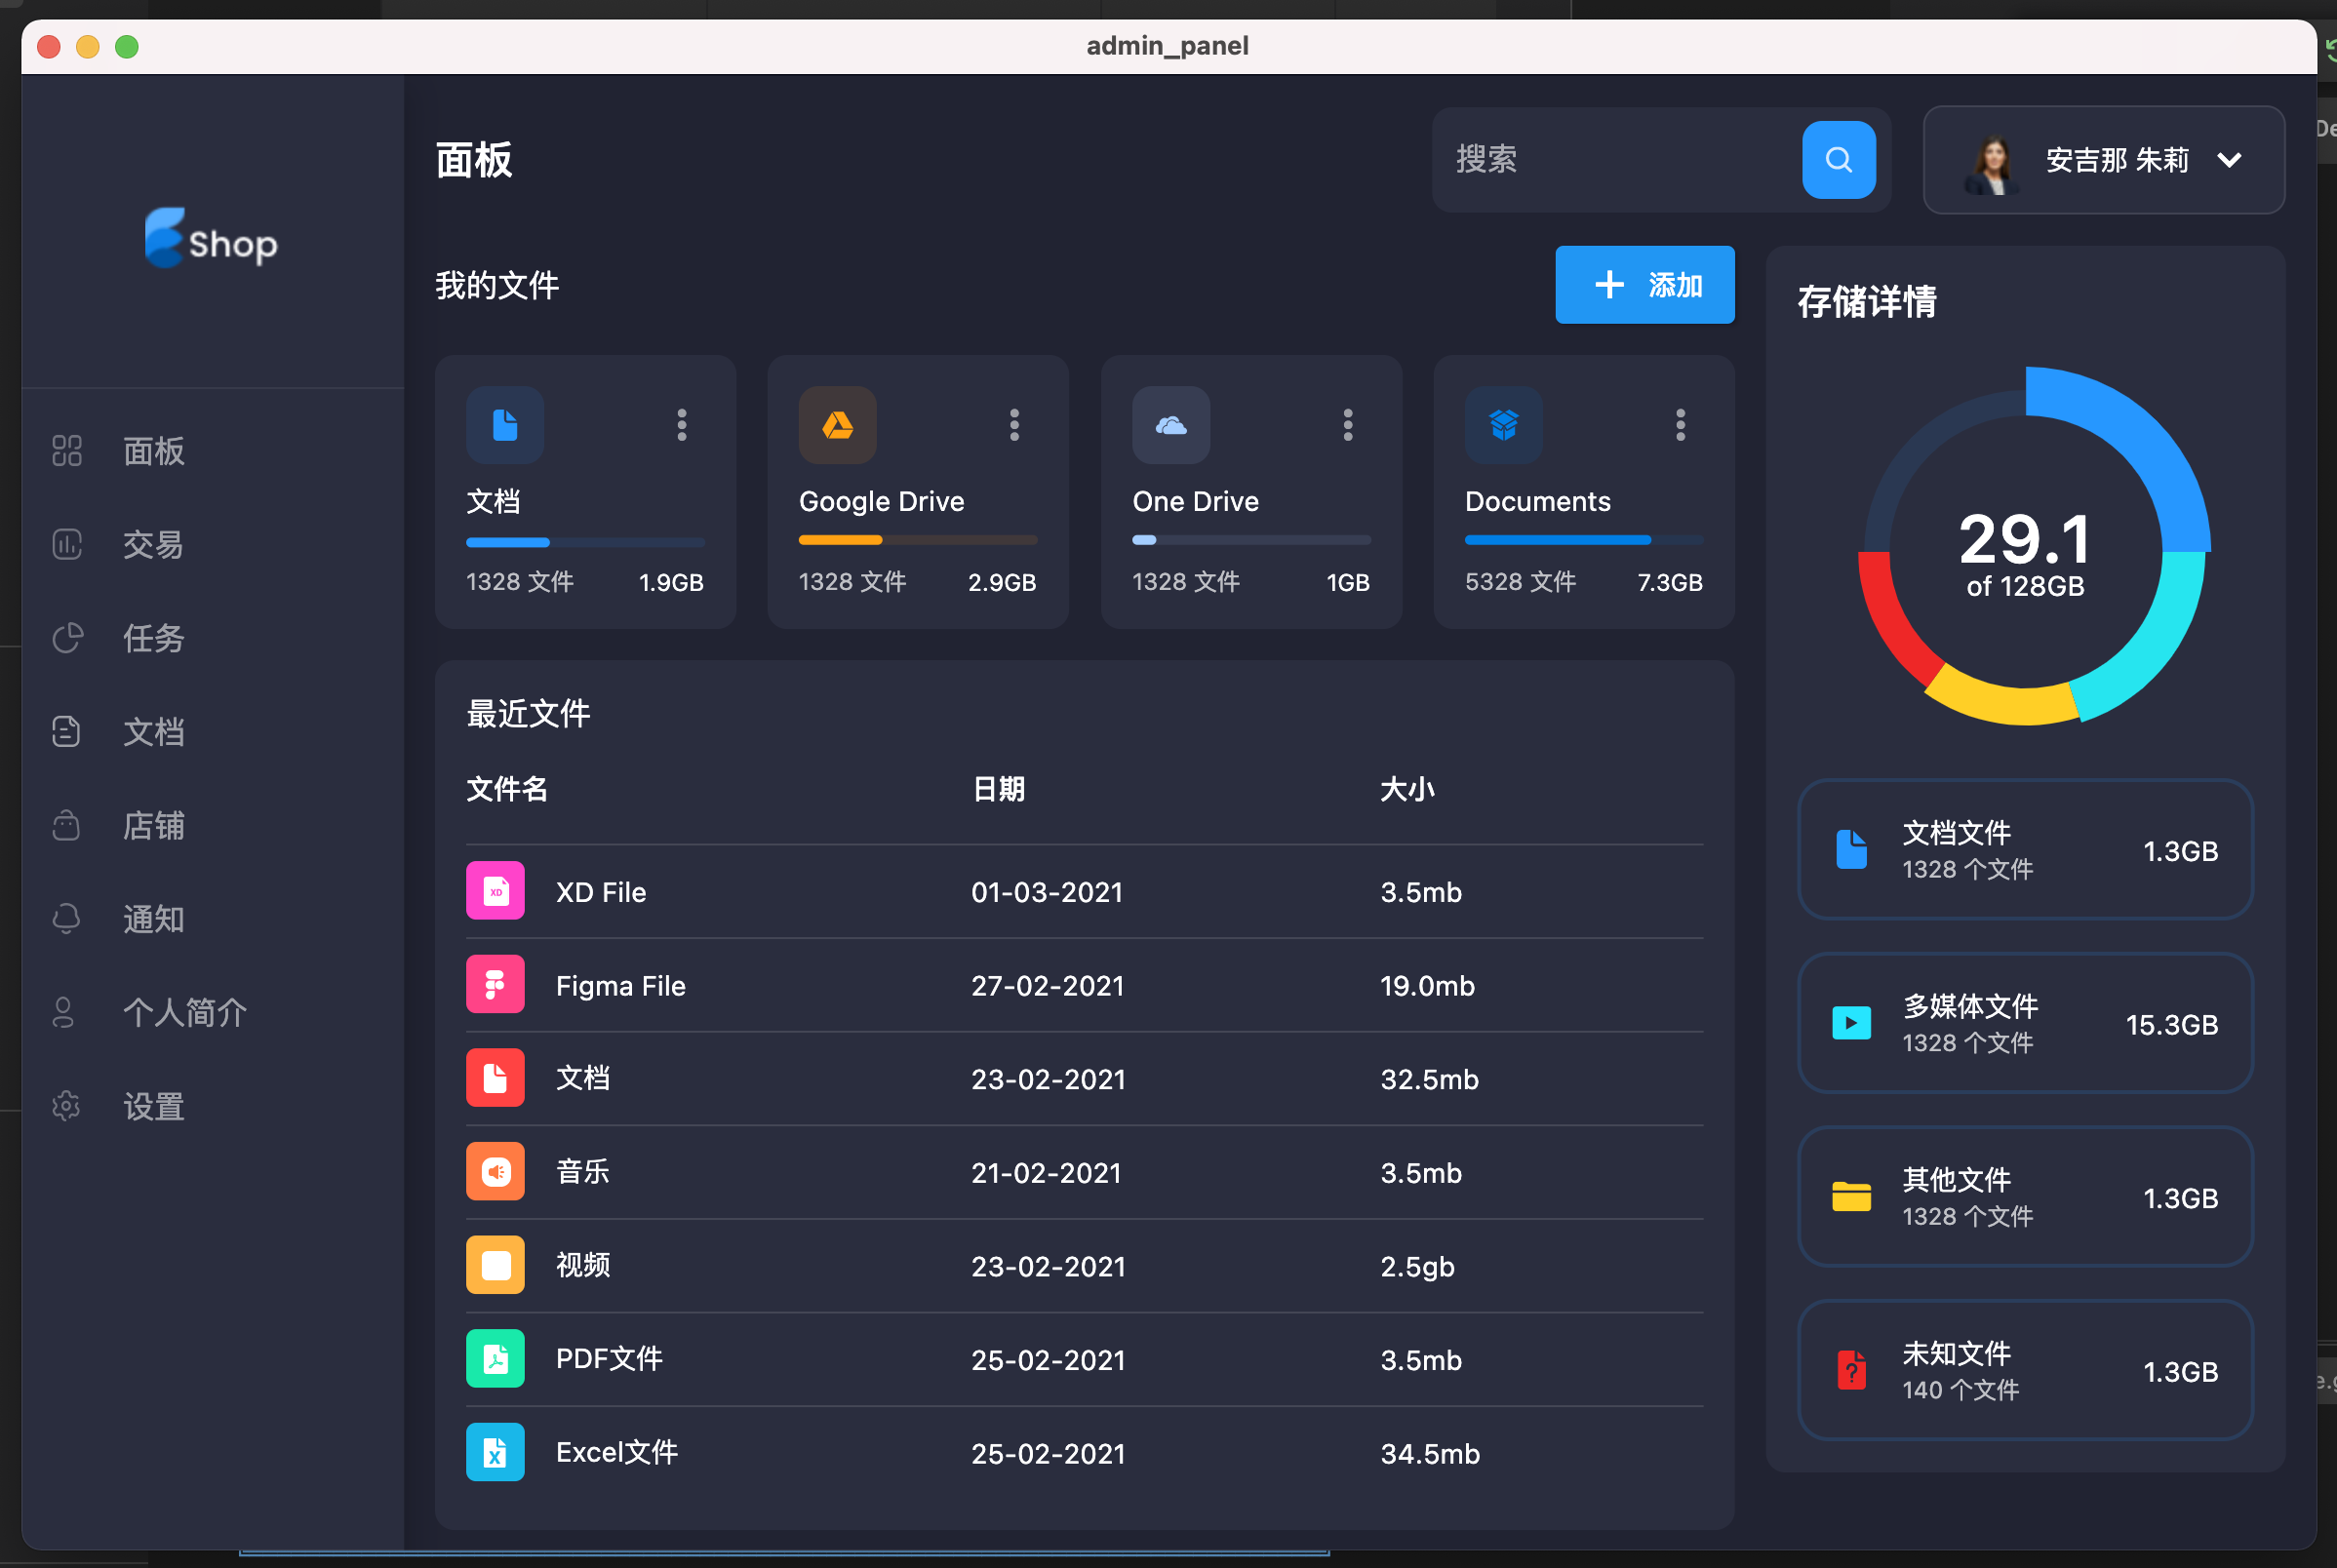 admin_panel
Shop
面板
交易
任务
文档
店铺
通知
个人简介
设置
面板
搜索
安吉那 朱莉
我的文件
添加
文档
1328 文件 1.9GB
Google Drive
1328 文件 2.9GB
One Drive
1328 文件 1GB
Documents
5328 文件 7.3GB
最近文件
文件名 日期 大小
XD XD File 01-03-2021 3.5mb
Figma File 27-02-2021 19.0mb
文档 23-02-2021 32.5mb
音乐 21-02-2021 3.5mb
视频 23-02-2021 2.5gb
PDF文件 25-02-2021 3.5mb
X Excel文件 25-02-2021 34.5mb
存储详情
29.1
of 128GB
文档文件
1328 个文件
1.3GB
多媒体文件
1328 个文件
15.3GB
其他文件
1328 个文件
1.3GB
? 未知文件
140 个文件
1.3GB